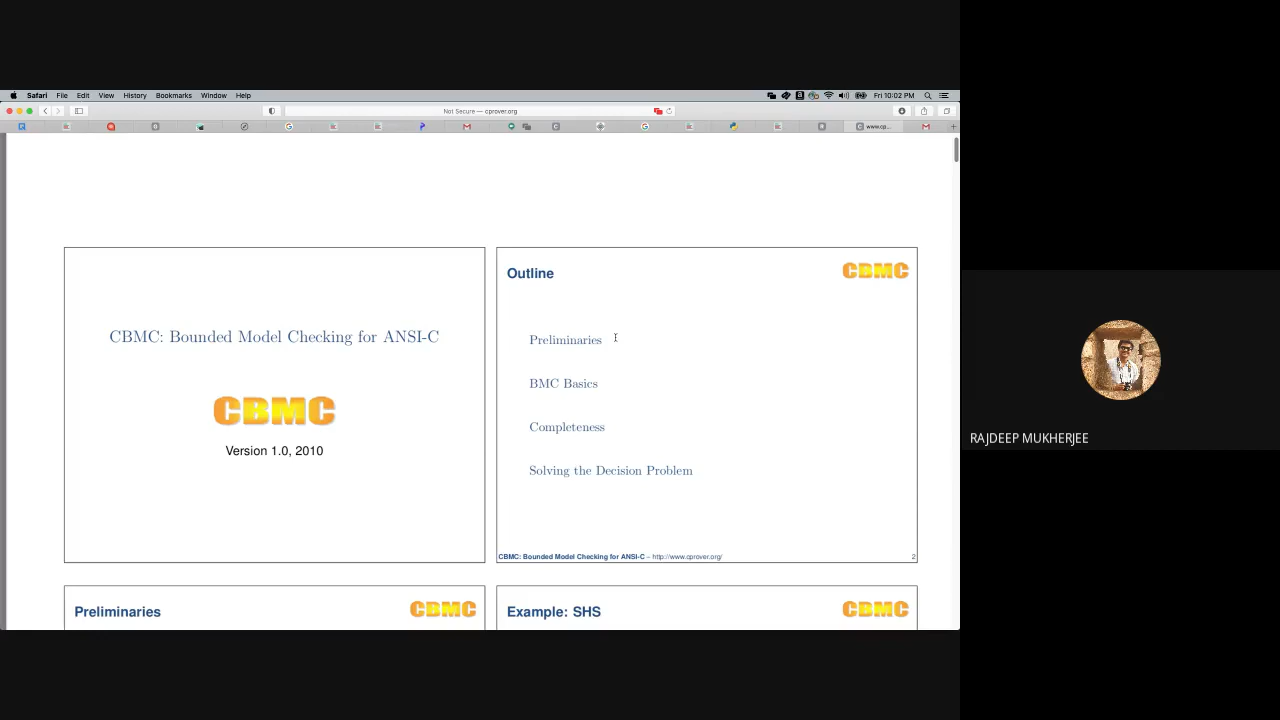 Safari File Edit View History Bookmarks Window Help Fri 10:02 PM
Not Secure — cprover.org
www.cp...
CBMC: Bounded Model Checking for ANSI-C
CBMC
Version 1.0, 2010
Outline
CBMC
Preliminaries
BMC Basics
Completeness
Solving the Decision Problem
CBMC: Bounded Model Checking for ANSI-C – http://www.cprover.org/ 2
Preliminaries
CBMC
Example: SHS
CBMC
RAJDEEP MUKHERJEE